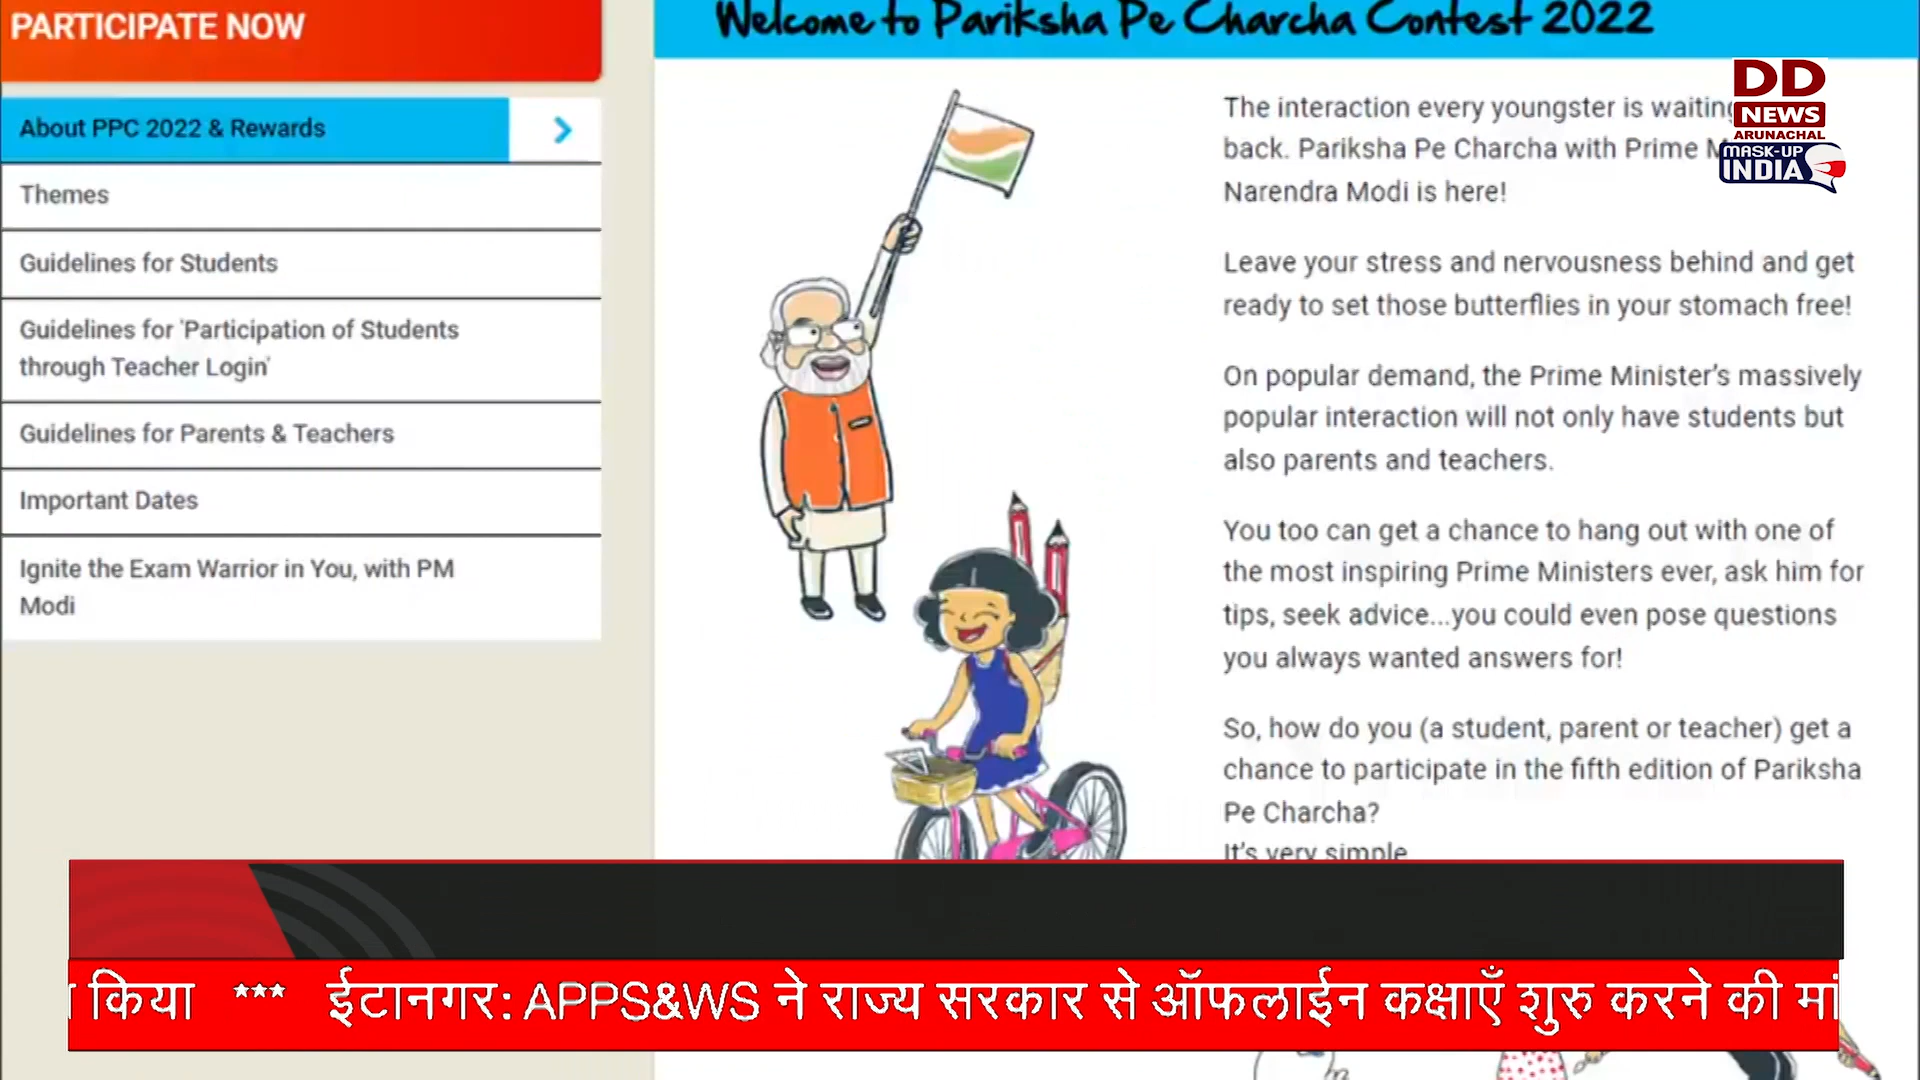 PARTICIPATE NOW
About PPC 2022 & Rewards
Themes
Guidelines for Students
Guidelines for 'Participation of Students
through Teacher Login'
Guidelines for Parents & Teachers
Important Dates
Ignite the Exam Warrior in You, with PM
Modi
Welcome to Pariksha Pe Charcha Contest 2022
The interaction every youngster is waiting
back. Pariksha Pe Charcha with Prime
Narendra Modi is here!
Leave your stress and nervousness behind and get
ready to set those butterflies in your stomach free!
On popular demand, the Prime Minister's massively
popular interaction will not only have students but
also parents and teachers.
You too can get a chance to hang out with one of
the most inspiring Prime Ministers ever, ask him for
tips, seek advice...you could even pose questions
you always wanted answers for!
So, how do you (a student, parent or teacher) get a
chance to participate in the fifth edition of Pariksha
Pe Charcha?
It's very simple
DD
NEWS
ARUNACHAL
MASK-UP
INDIA
किया *** ईटानगर: APPS&WS ने राज्य सरकार से ऑफलाईन कक्षाएँ शुरु करने की